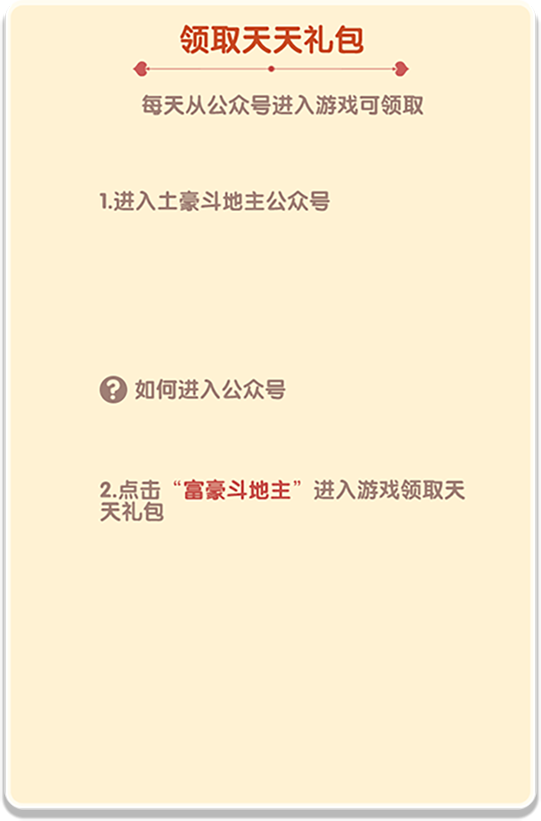 领取天天礼包
每天从公众号进入游戏可领取
1.进入土豪斗地主公众号
? 如何进入公众号
2.点击“富豪斗地主”进入游戏领取天
天礼包